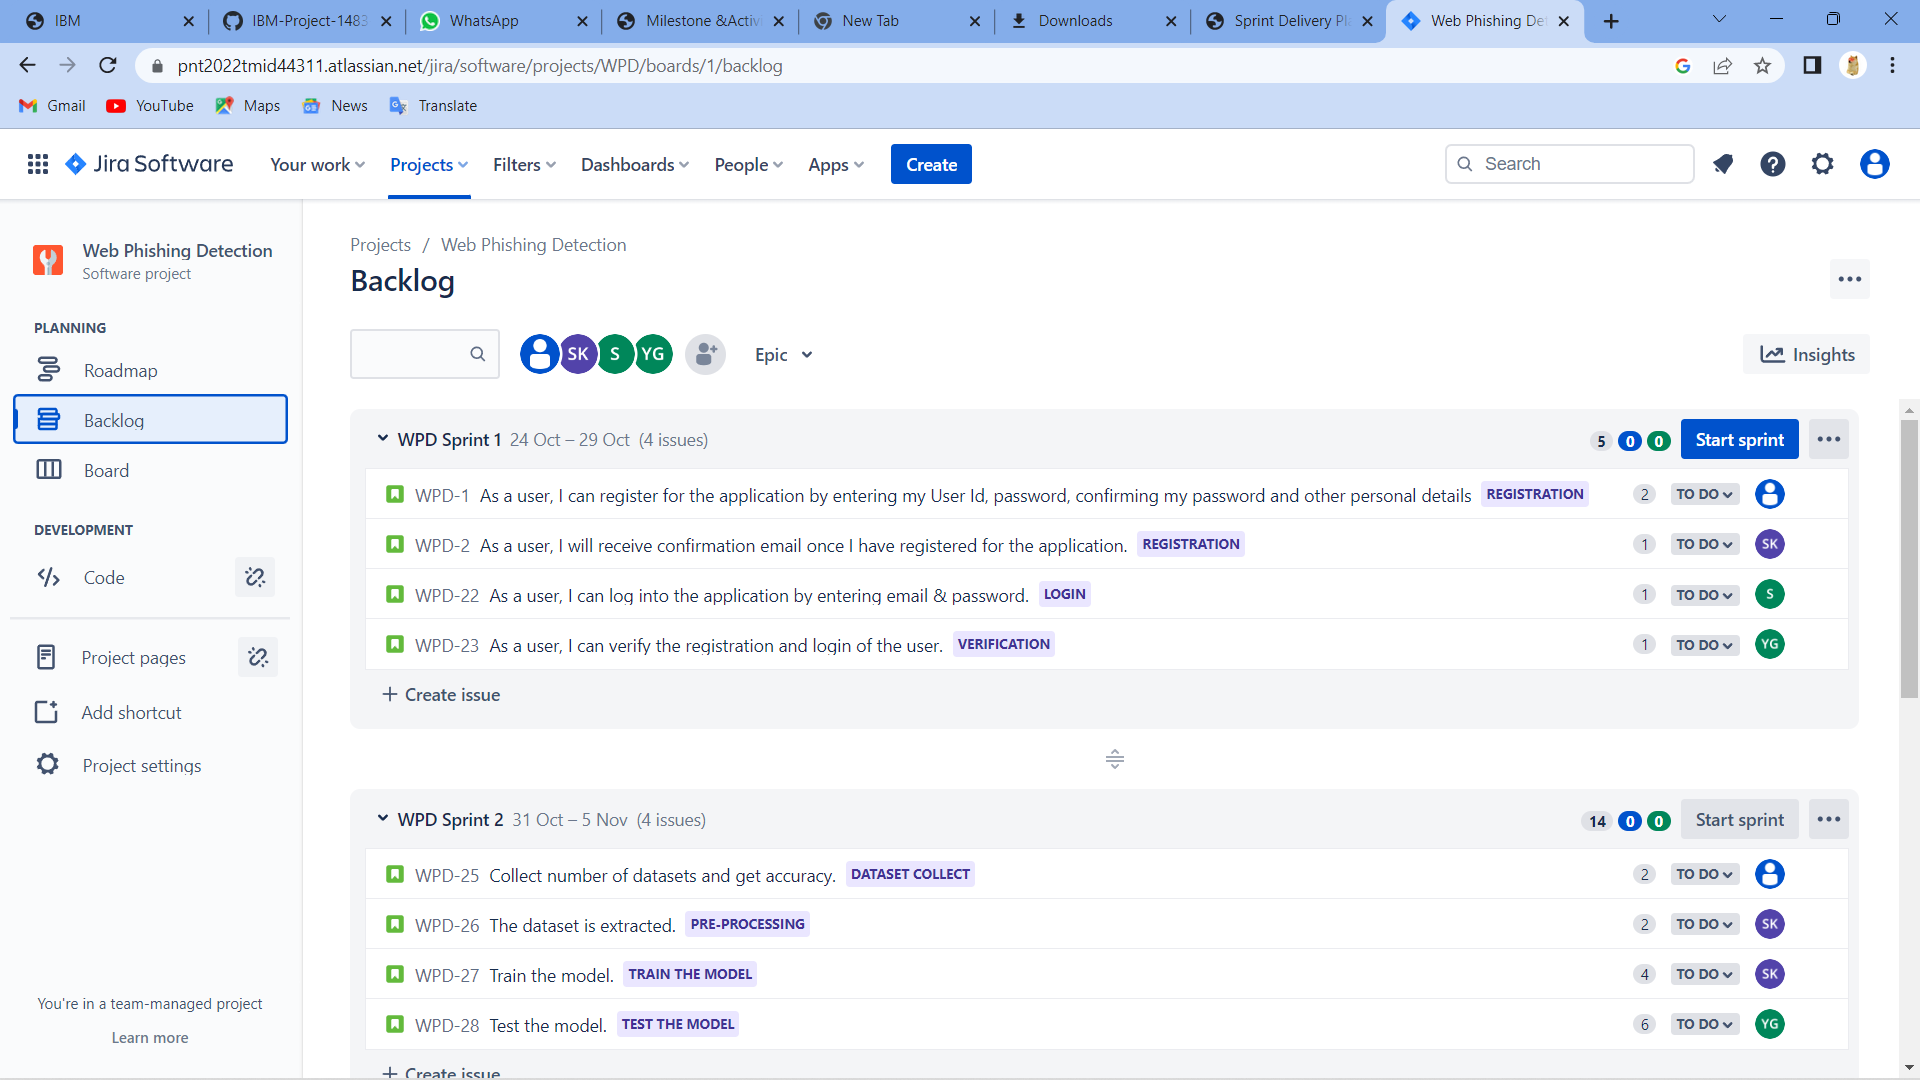 IBM
IBM-Project-1483
WhatsApp
Milestone &Activi
New Tab
Downloads
Sprint Delivery Pla
Web Phishing Det
pnt2022tmid44311.atlassian.net/jira/software/projects/WPD/boards/1/backlog
Gmail
YouTube
Maps
News
Translate
Jira Software
Your work
Projects
Filters
Dashboards
People
Apps
Create
Search
Web Phishing Detection
Software project
PLANNING
Roadmap
Backlog
Board
DEVELOPMENT
Code
Project pages
Add shortcut
Project settings
You're in a team-managed project
Learn more
Projects / Web Phishing Detection
Backlog
SK S YG
Epic
Insights
WPD Sprint 1 24 Oct – 29 Oct (4 issues) 5 0 0 Start sprint
WPD-1 As a user, I can register for the application by entering my User Id, password, confirming my password and other personal details REGISTRATION 2 TO DO
WPD-2 As a user, I will receive confirmation email once I have registered for the application. REGISTRATION 1 TO DO SK
WPD-22 As a user, I can log into the application by entering email & password. LOGIN 1 TO DO S
WPD-23 As a user, I can verify the registration and login of the user. VERIFICATION 1 TO DO YG
+ Create issue
WPD Sprint 2 31 Oct – 5 Nov (4 issues) 14 0 0 Start sprint
WPD-25 Collect number of datasets and get accuracy. DATASET COLLECT 2 TO DO
WPD-26 The dataset is extracted. PRE-PROCESSING 2 TO DO SK
WPD-27 Train the model. TRAIN THE MODEL 4 TO DO SK
WPD-28 Test the model. TEST THE MODEL 6 TO DO YG
+ Create issue